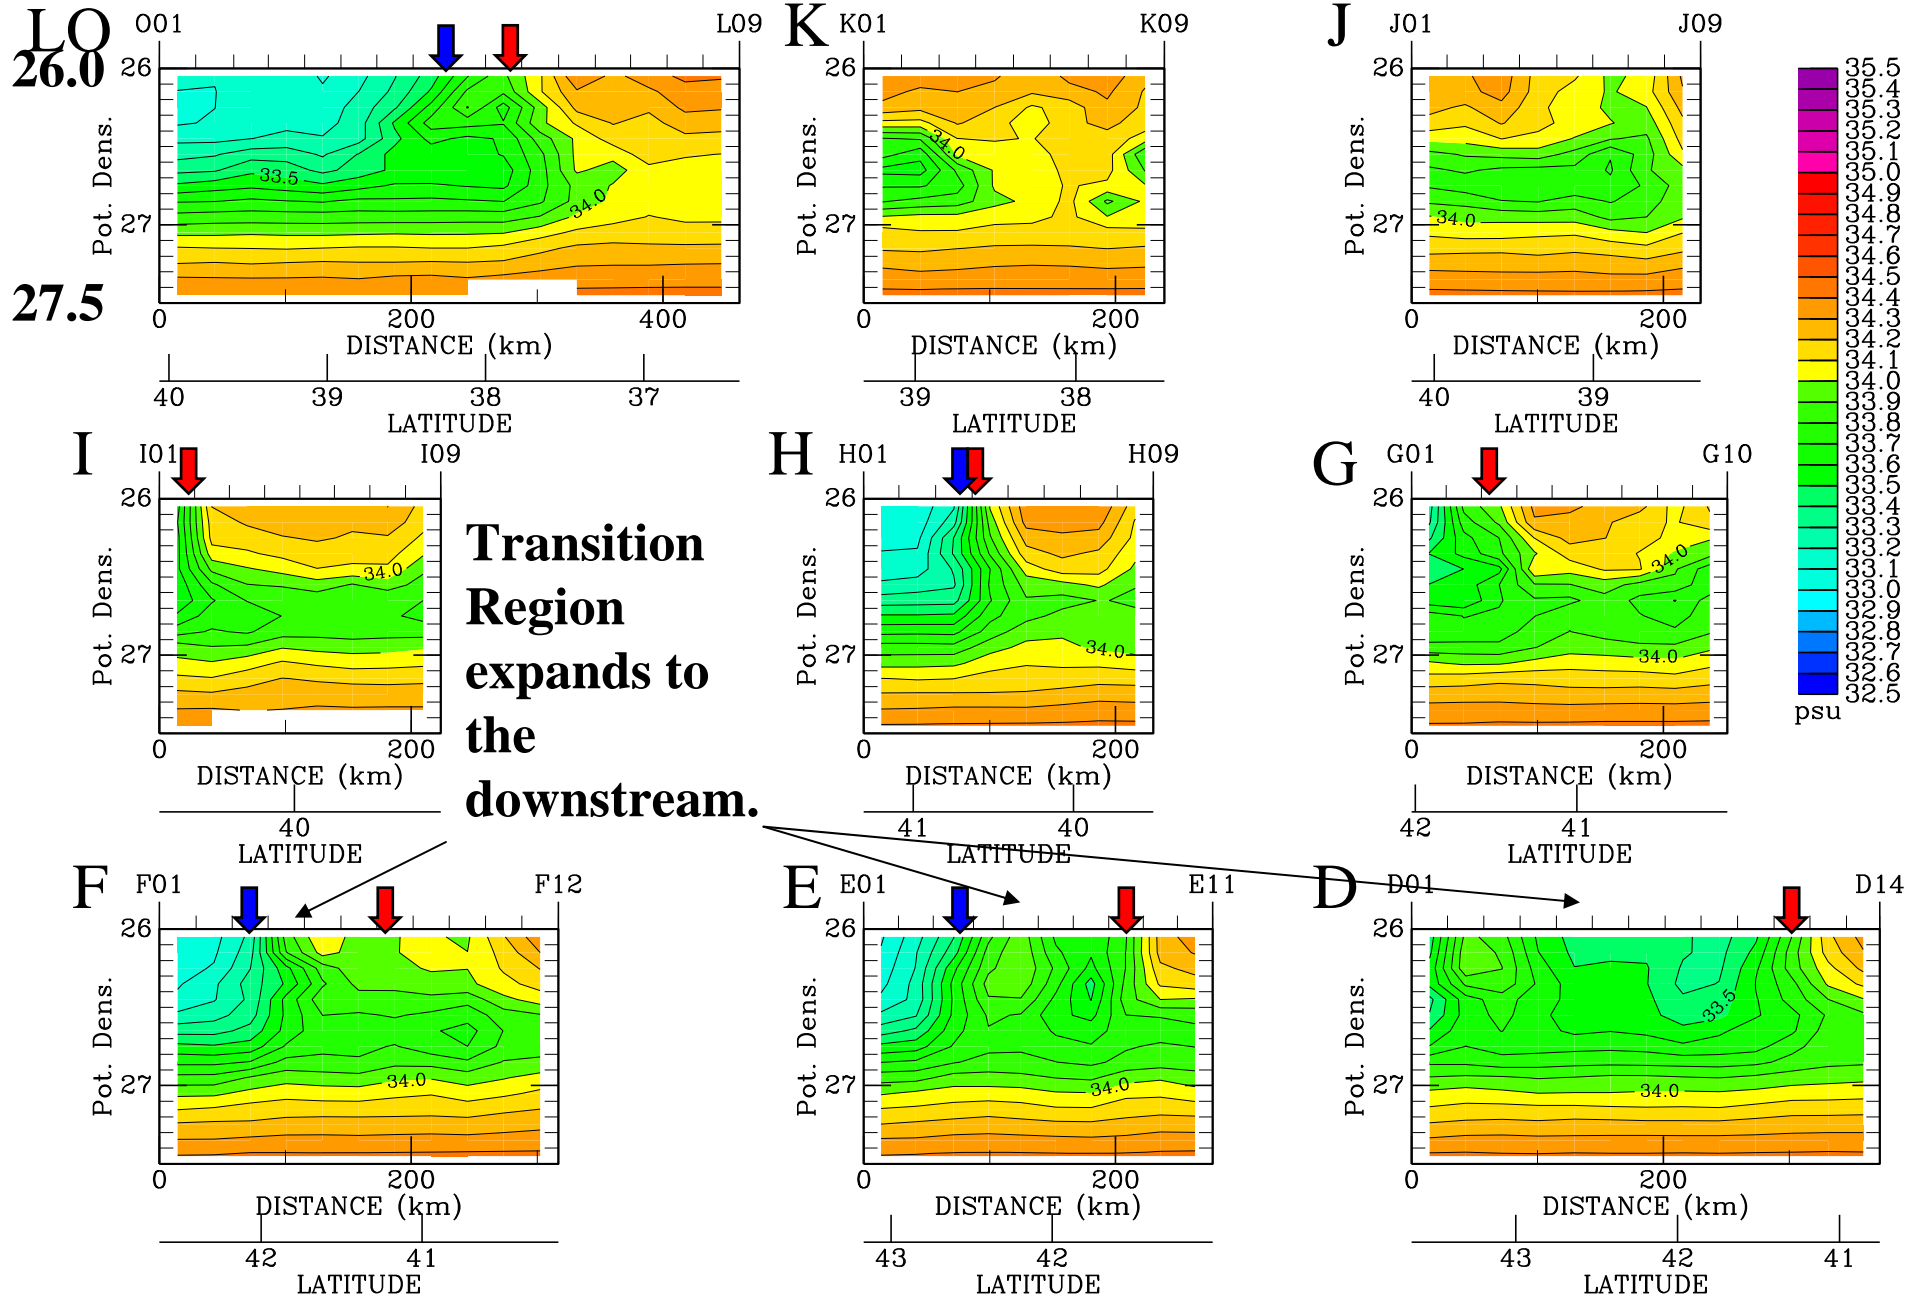 LO
26.0
27.5
O01 L09
26
27
Pot. Dens.
33.5
34.0
0 200 400
DISTANCE (km)
40 39 38 37
LATITUDE
K
K01 K09
26
27
Pot. Dens.
34.0
0 200
DISTANCE (km)
39 38
LATITUDE
J
J01 J09
26
27
Pot. Dens.
34.0
0 200
DISTANCE (km)
40 39
LATITUDE
35.5
35.4
35.3
35.2
35.1
35.0
34.9
34.8
34.7
34.6
34.5
34.4
34.3
34.2
34.1
34.0
33.9
33.8
33.7
33.6
33.5
33.4
33.3
33.2
33.1
33.0
32.9
32.8
32.7
32.6
32.5
psu
I
I01 I09
26
27
Pot. Dens.
34.0
0 200
DISTANCE (km)
40
LATITUDE
Transition
Region
expands to
the
downstream.
H
H01 H09
26
27
Pot. Dens.
34.0
0 200
DISTANCE (km)
41 40
LATITUDE
G
G01 G10
26
27
Pot. Dens.
34.0
34.0
0 200
DISTANCE (km)
42 41
LATITUDE
F
F01 F12
26
27
Pot. Dens.
34.0
0 200
DISTANCE (km)
42 41
LATITUDE
E
E01 E11
26
27
Pot. Dens.
34.0
0 200
DISTANCE (km)
43 42
LATITUDE
D
D01 D14
26
27
Pot. Dens.
33.5
34.0
0 200
DISTANCE (km)
43 42 41
LATITUDE